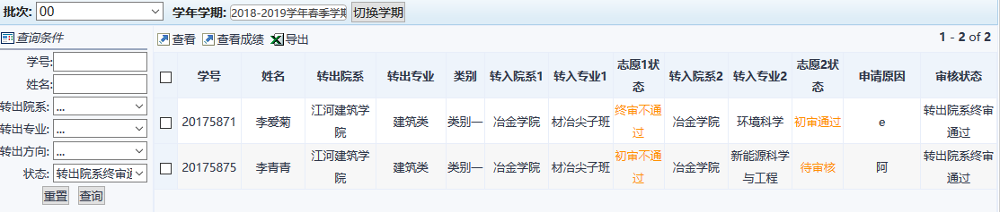 批次: 00 学年学期: 2018-2019学年春季学期 切换学期
查询条件
学号:
姓名:
转出院系: ...
转出专业: ...
转出方向: ...
状态: 转出院系终审通
重置 查询
查看 查看成绩 导出 1 - 2 of 2
学号 姓名 转出院系 转出专业 类别 转入院系1 转入专业1 志愿1状态 转入院系2 转入专业2 志愿2状态 申请原因 审核状态
20175871 李爱菊 江河建筑学院 建筑类 类别一 冶金学院 材冶尖子班 终审不通过 冶金学院 环境科学 初审通过 e 转出院系终审通过
20175875 李青青 江河建筑学院 建筑类 类别一 冶金学院 材冶尖子班 初审不通过 冶金学院 新能源科学与工程 待审核 阿 转出院系终审通过